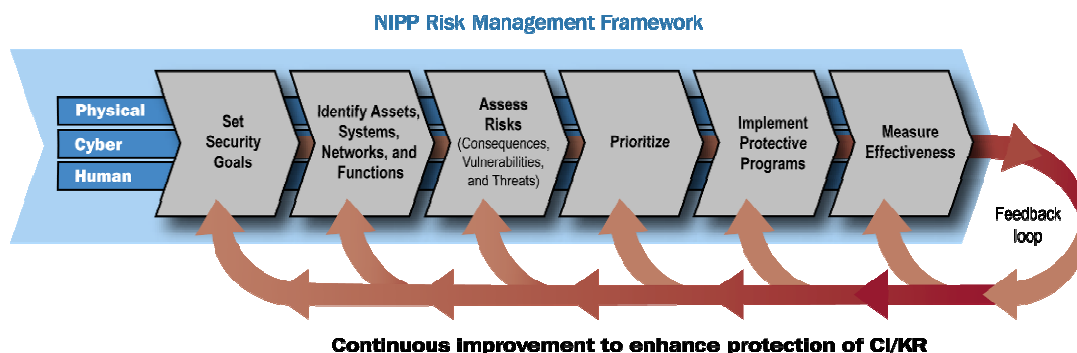 NIPP Risk Management Framework
Physical
Cyber
Human
Set
Security
Goals
Identify Assets,
Systems,
Networks, and
Functions
Assess
Risks
(Consequences,
Vulnerabilities,
and Threats)
Prioritize
Implement
Protective
Programs
Measure
Effectiveness
Feedback
loop
Continuous improvement to enhance protection of CI/KR